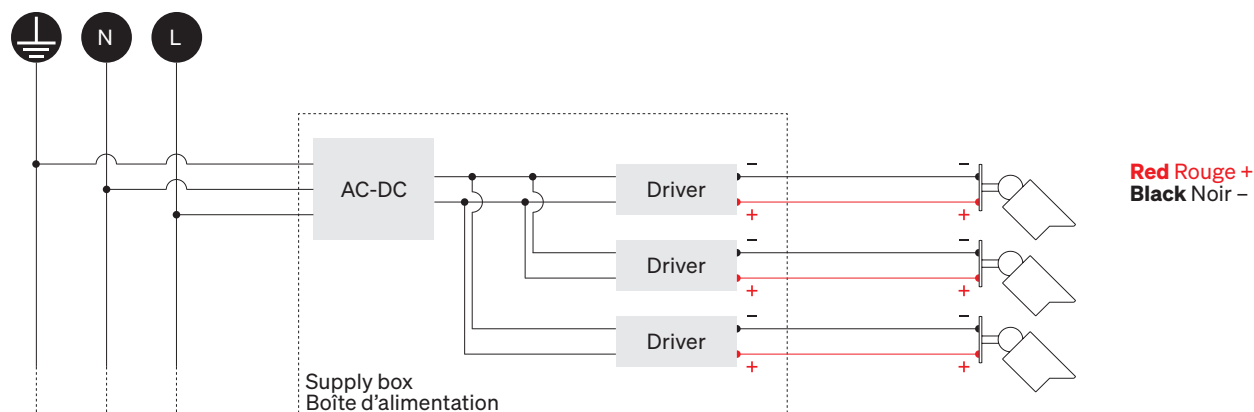 N L
AC-DC
Driver
− −
+ +
Driver
− −
+ +
Driver
− −
+ +
Red Rouge +
Black Noir –
Supply box
Boîte d’alimentation